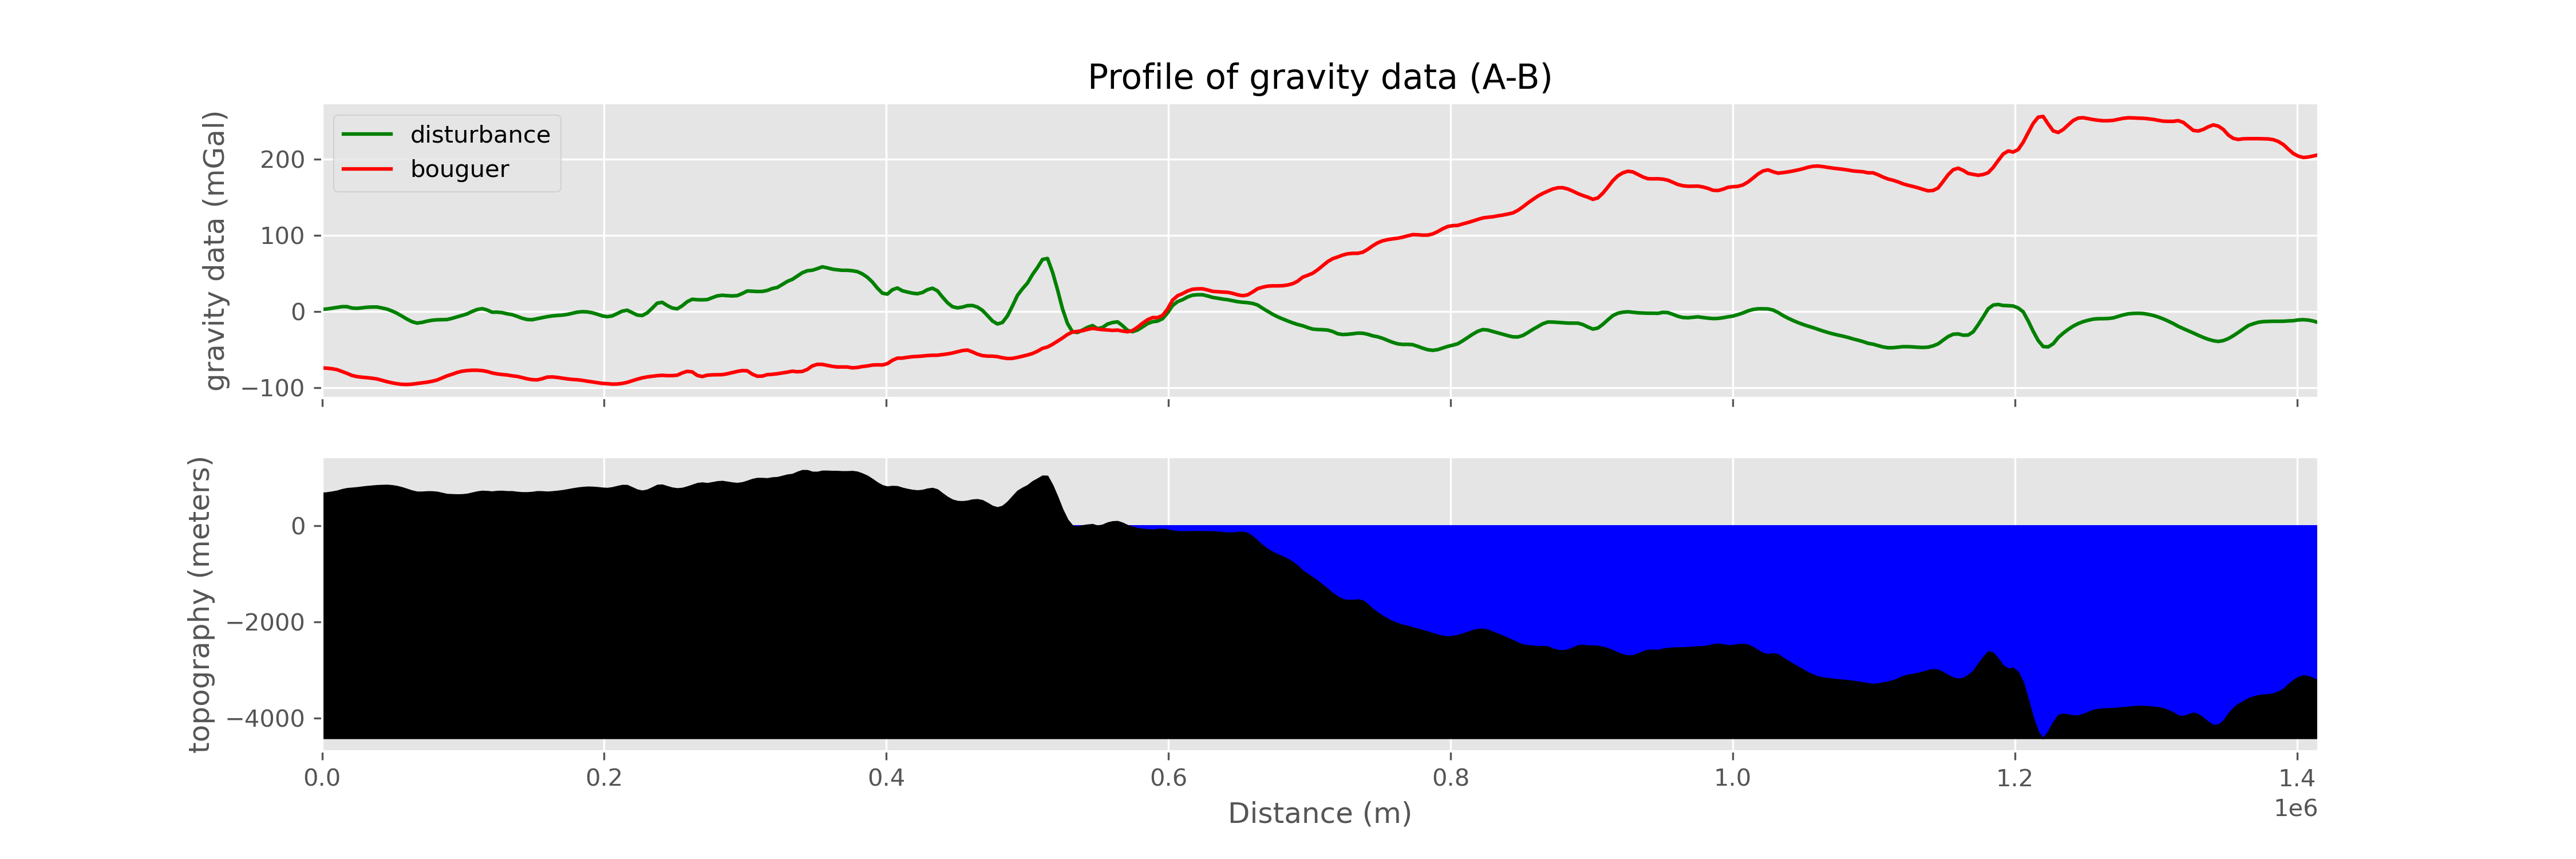 Profile of gravity data (A-B)
gravity data (mGal)
disturbance
bouguer
200
100
0
−100
topography (meters)
0
−2000
−4000
0.0 0.2 0.4 0.6 0.8 1.0 1.2 1.4
1e6
Distance (m)